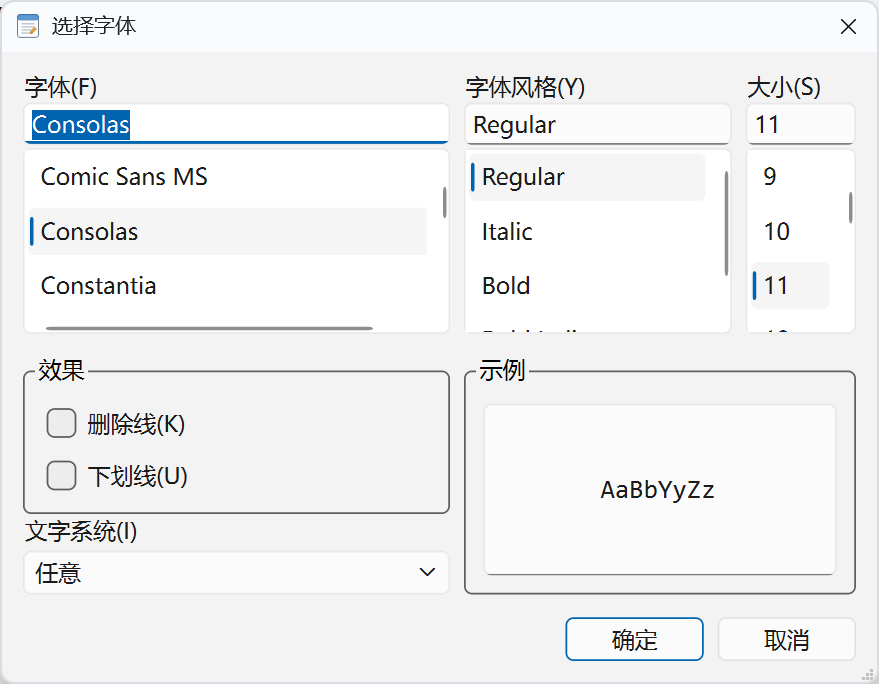 选择字体
字体(F)
字体风格(Y)
大小(S)
Consolas
Regular
11
Comic Sans MS
Consolas
Constantia
Regular
Italic
Bold
9
10
11
效果
删除线(K)
下划线(U)
文字系统(I)
任意
示例
AaBbYyZz
确定
取消